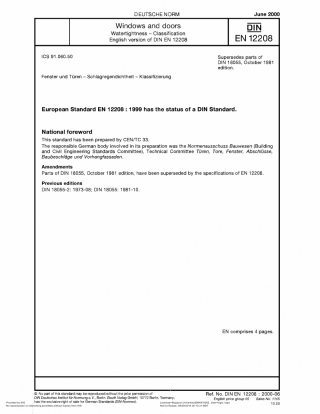 DEUTSCHE NORM
June 2000
Windows and doors
Watertightness – Classification
English version of DIN EN 12208
DIN
EN 12208
ICS 91.060.50
Supersedes parts of
DIN 18055, October 1981
edition.
Fenster und Türen – Schlagregendichtheit – Klassifizierung
European Standard EN 12208 : 1999 has the status of a DIN Standard.
National foreword
This standard has been prepared by CEN/TC 33.
The responsible German body involved in its preparation was the Normenausschuss Bauwesen (Building
and Civil Engineering Standards Committee), Technical Committee Türen, Tore, Fenster, Abschlüsse,
Baubeschläge und Vorhangfassaden.
Amendments
Parts of DIN 18055, October 1981 edition, have been superseded by the specifications of EN 12208.
Previous editions
DIN 18055-2: 1973-08; DIN 18055: 1981-10.
EN comprises 4 pages.
© No part of this standard may be reproduced without the prior permission of
DIN Deutsches Institut für Normung e. V., Berlin. Beuth Verlag GmbH, 10772 Berlin, Germany,
has the exclusive right of sale for German Standards (DIN-Normen).
Ref. No. DIN EN 12208 : 2000-06
English price group 05 Sales No.